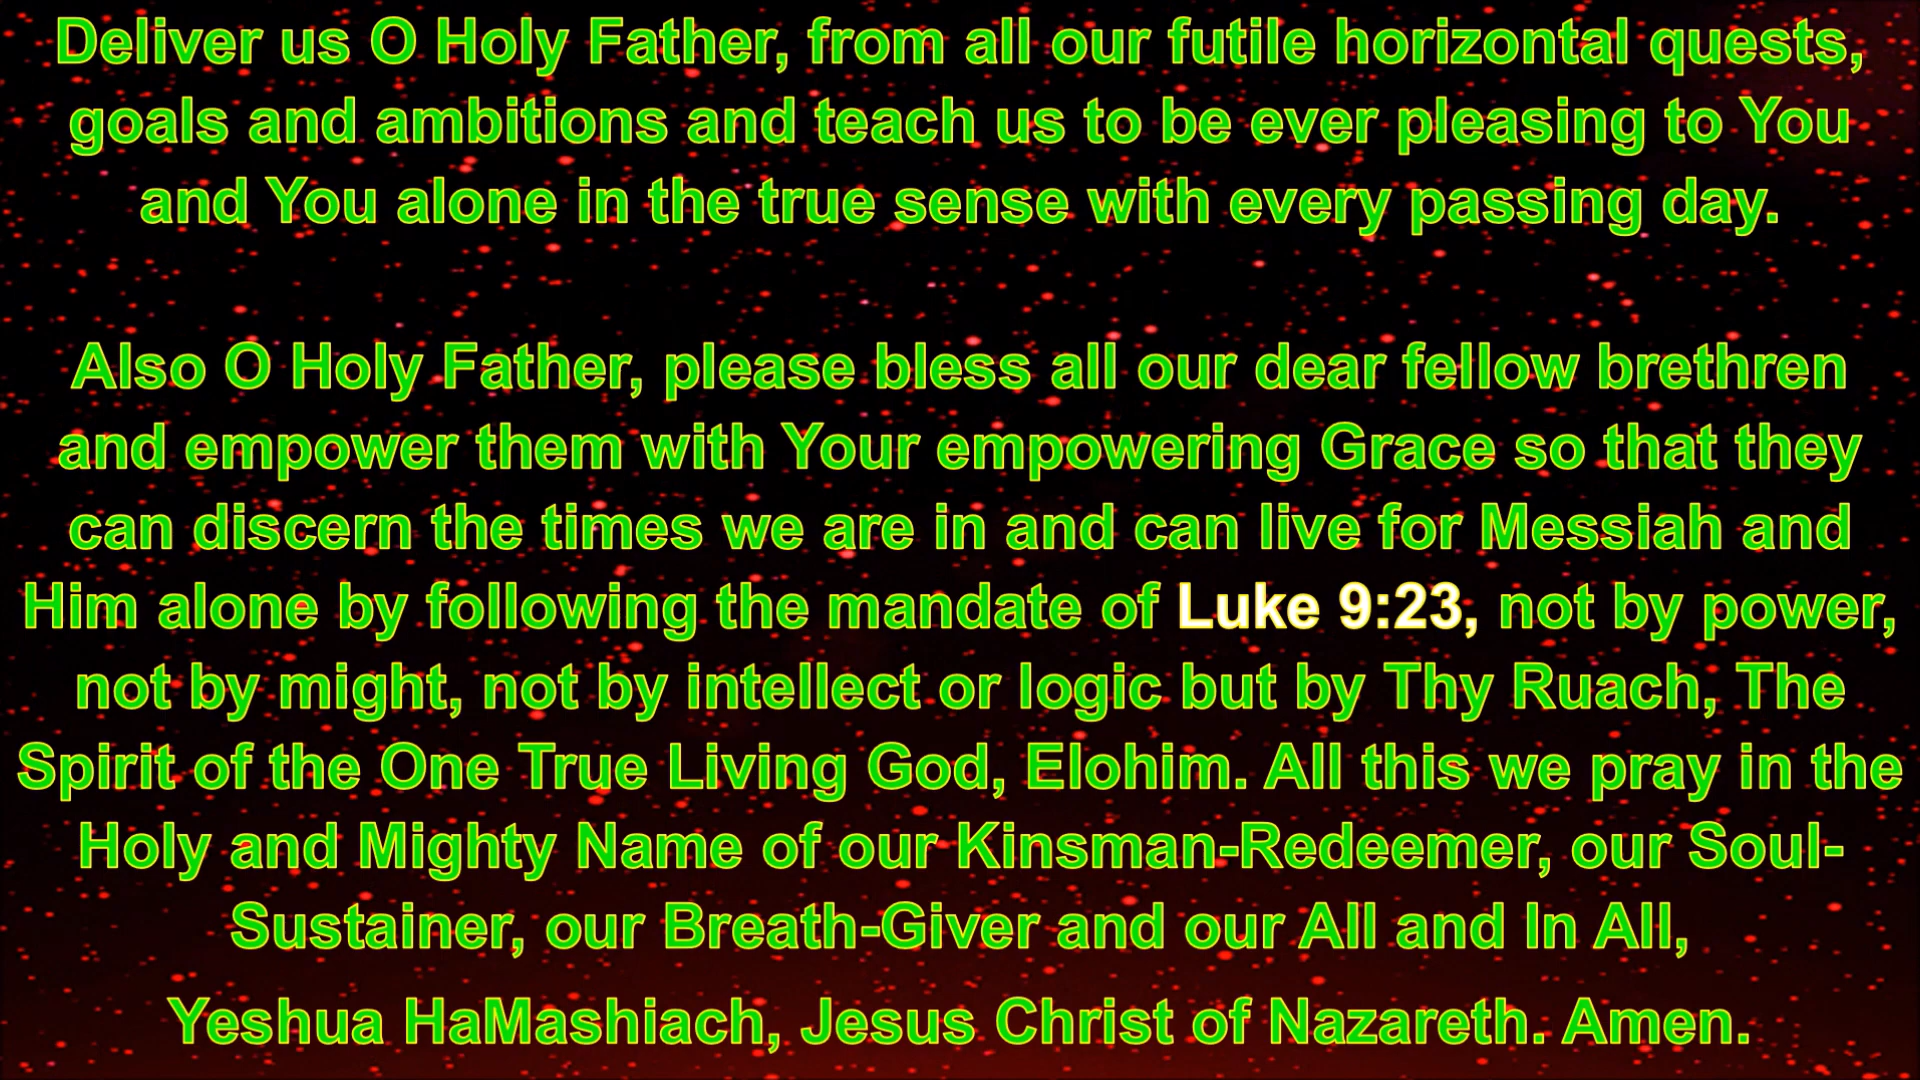 Deliver us O Holy Father, from all our futile horizontal quests,
goals and ambitions and teach us to be ever pleasing to You
and You alone in the true sense with every passing day.
Also O Holy Father, please bless all our dear fellow brethren
and empower them with Your empowering Grace so that they
can discern the times we are in and can live for Messiah and
Him alone by following the mandate of Luke 9:23, not by power,
not by might, not by intellect or logic but by Thy Ruach, The
Spirit of the One True Living God, Elohim. All this we pray in the
Holy and Mighty Name of our Kinsman-Redeemer, our Soul-
Sustainer, our Breath-Giver and our All and In All,
Yeshua HaMashiach, Jesus Christ of Nazareth. Amen.